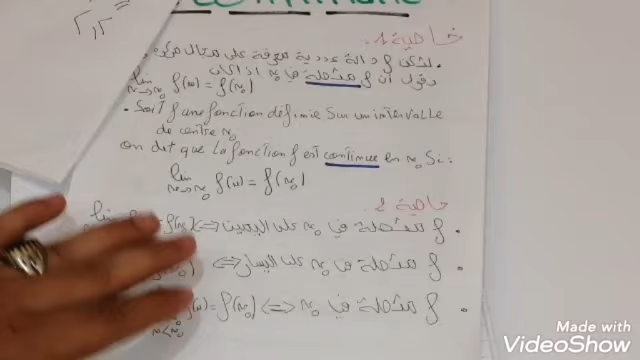 خاصية 1.
لتكن f دالة عددية معرفة على مجال مركزه
نقول أن f متصلة في x₀ إذا كان
lim f(x) = f(x₀)
x→x₀
. Soit f une fonction définie sur un intervalle
de centre x₀
on dit que la fonction f est continue en x₀ si:
lim f(x) = f(x₀)
x→x₀
خاصية 2.
. f متصلة في x₀ على اليمين ⟺ f(x₀)
lim
. f متصلة في x₀ على اليسار ⟺
. f متصلة في x₀ ⟺ f(x) = f(x₀)
x<x₀
Made with
VideoShow